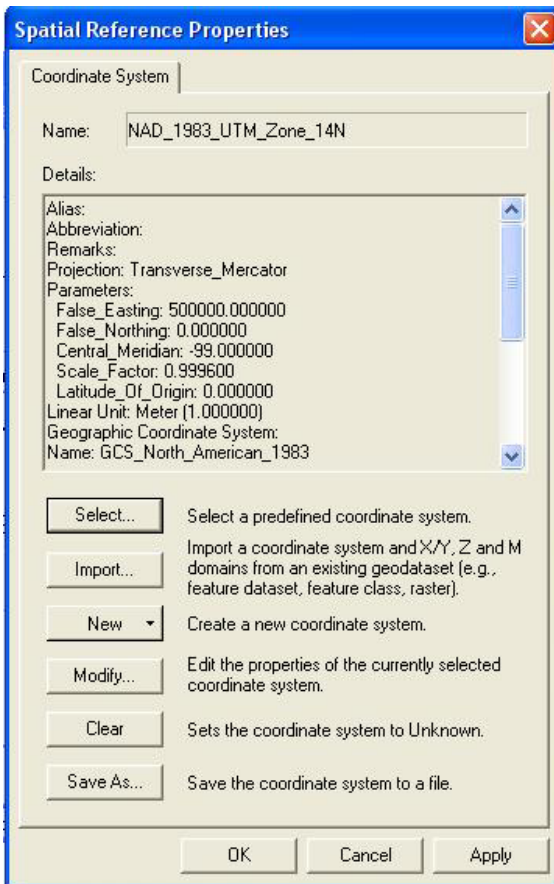 Spatial Reference Properties
Coordinate System
Name: NAD_1983_UTM_Zone_14N
Details:
Alias:
Abbreviation:
Remarks:
Projection: Transverse_Mercator
Parameters:
False_Easting: 500000.000000
False_Northing: 0.000000
Central_Meridian: -99.000000
Scale_Factor: 0.999600
Latitude_Of_Origin: 0.000000
Linear Unit: Meter (1.000000)
Geographic Coordinate System:
Name: GCS_North_American_1983
Select... Select a predefined coordinate system.
Import... Import a coordinate system and X/Y, Z and M
domains from an existing geodataset (e.g.,
feature dataset, feature class, raster).
New Create a new coordinate system.
Modify... Edit the properties of the currently selected
coordinate system.
Clear Sets the coordinate system to Unknown.
Save As... Save the coordinate system to a file.
OK Cancel Apply